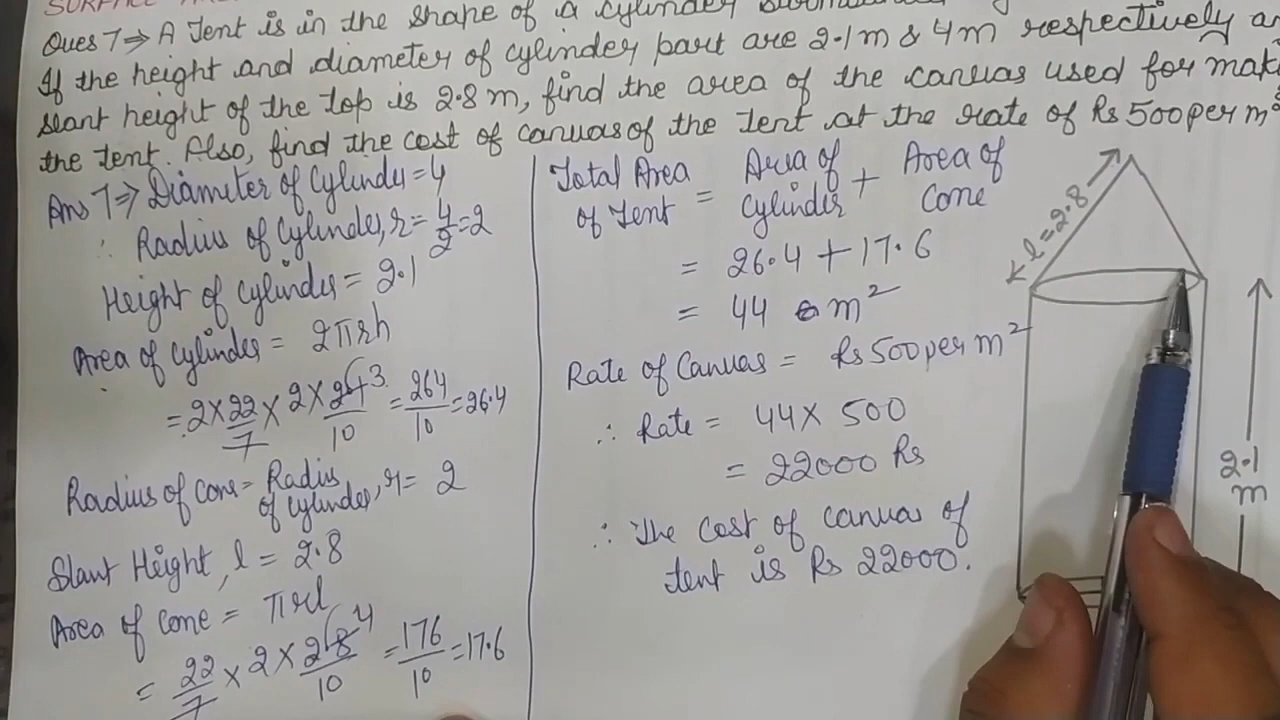 SURFACE
Ques 7 ⇒ A Tent is in the shape of a cylinder
If the height and diameter of cylinder part are 2.1m & 4m respectively
slant height of the top is 2.8 m, find the area of the canvas used for
the tent. Also, find the cost of canvas of the tent at the rate of Rs 500 per m²
Ans 7 ⇒ Diameter of Cylinder = 4
∴ Radius of Cylinder, r = 4/2 = 2
Height of Cylinder = 2.1
Area of cylinder = 2πrh
= 2 × 22/7 × 2 × 21/10 3 = 264/10 = 26.4
Radius of cone = Radius of cylinder, r = 2
Slant Height, l = 2.8
Area of cone = πrl
= 22/7 × 2 × 28/10 4 = 176/10 = 17.6
Total Area of Tent = Area of cylinder + Area of Cone
= 26.4 + 17.6
= 44 m²
Rate of Canvas = Rs 500 per m²
∴ Rate = 44 × 500
= 22000 Rs
∴ The Cost of canvas of
tent is Rs 22000.
l = 2.8
2.1
m